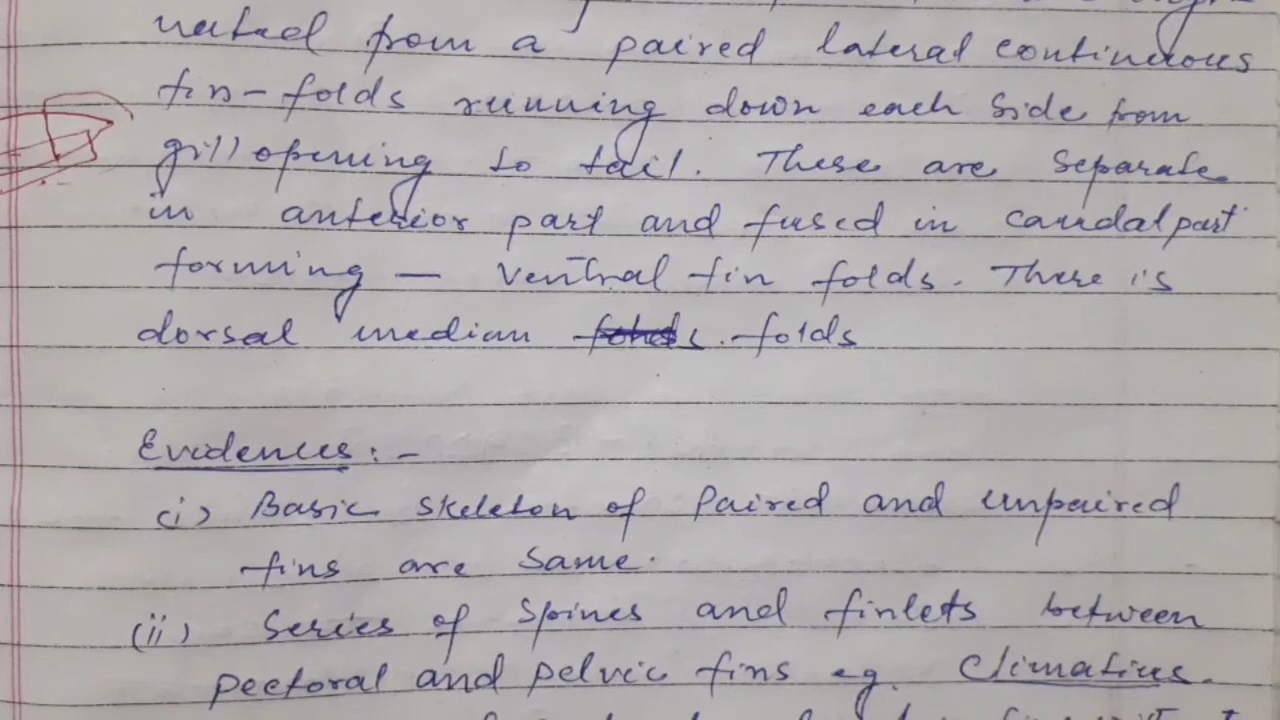 nated from a paired lateral continuous
fin-folds running down each side from
gill opening to tail. These are separate
in anterior part and fused in caudal part
forming — ventral fin folds. There is
dorsal median folds
Evidences :-
(i) Basic skeleton of Paired and unpaired
fins are same.
(ii) Series of Spines and finlets between
pectoral and pelvic fins eg. Climatius.